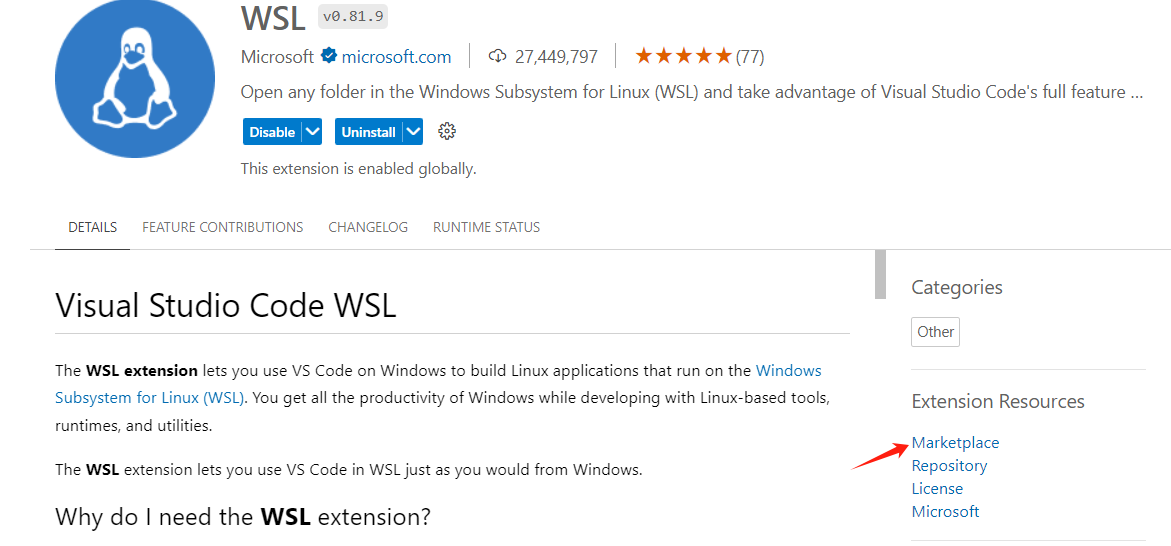 WSL v0.81.9
Microsoft microsoft.com 27,449,797 (77)
Open any folder in the Windows Subsystem for Linux (WSL) and take advantage of Visual Studio Code's full feature ...
Disable Uninstall
This extension is enabled globally.
DETAILS FEATURE CONTRIBUTIONS CHANGELOG RUNTIME STATUS
Visual Studio Code WSL
The WSL extension lets you use VS Code on Windows to build Linux applications that run on the Windows
Subsystem for Linux (WSL). You get all the productivity of Windows while developing with Linux-based tools,
runtimes, and utilities.
The WSL extension lets you use VS Code in WSL just as you would from Windows.
Why do I need the WSL extension?
Categories
Other
Extension Resources
Marketplace
Repository
License
Microsoft